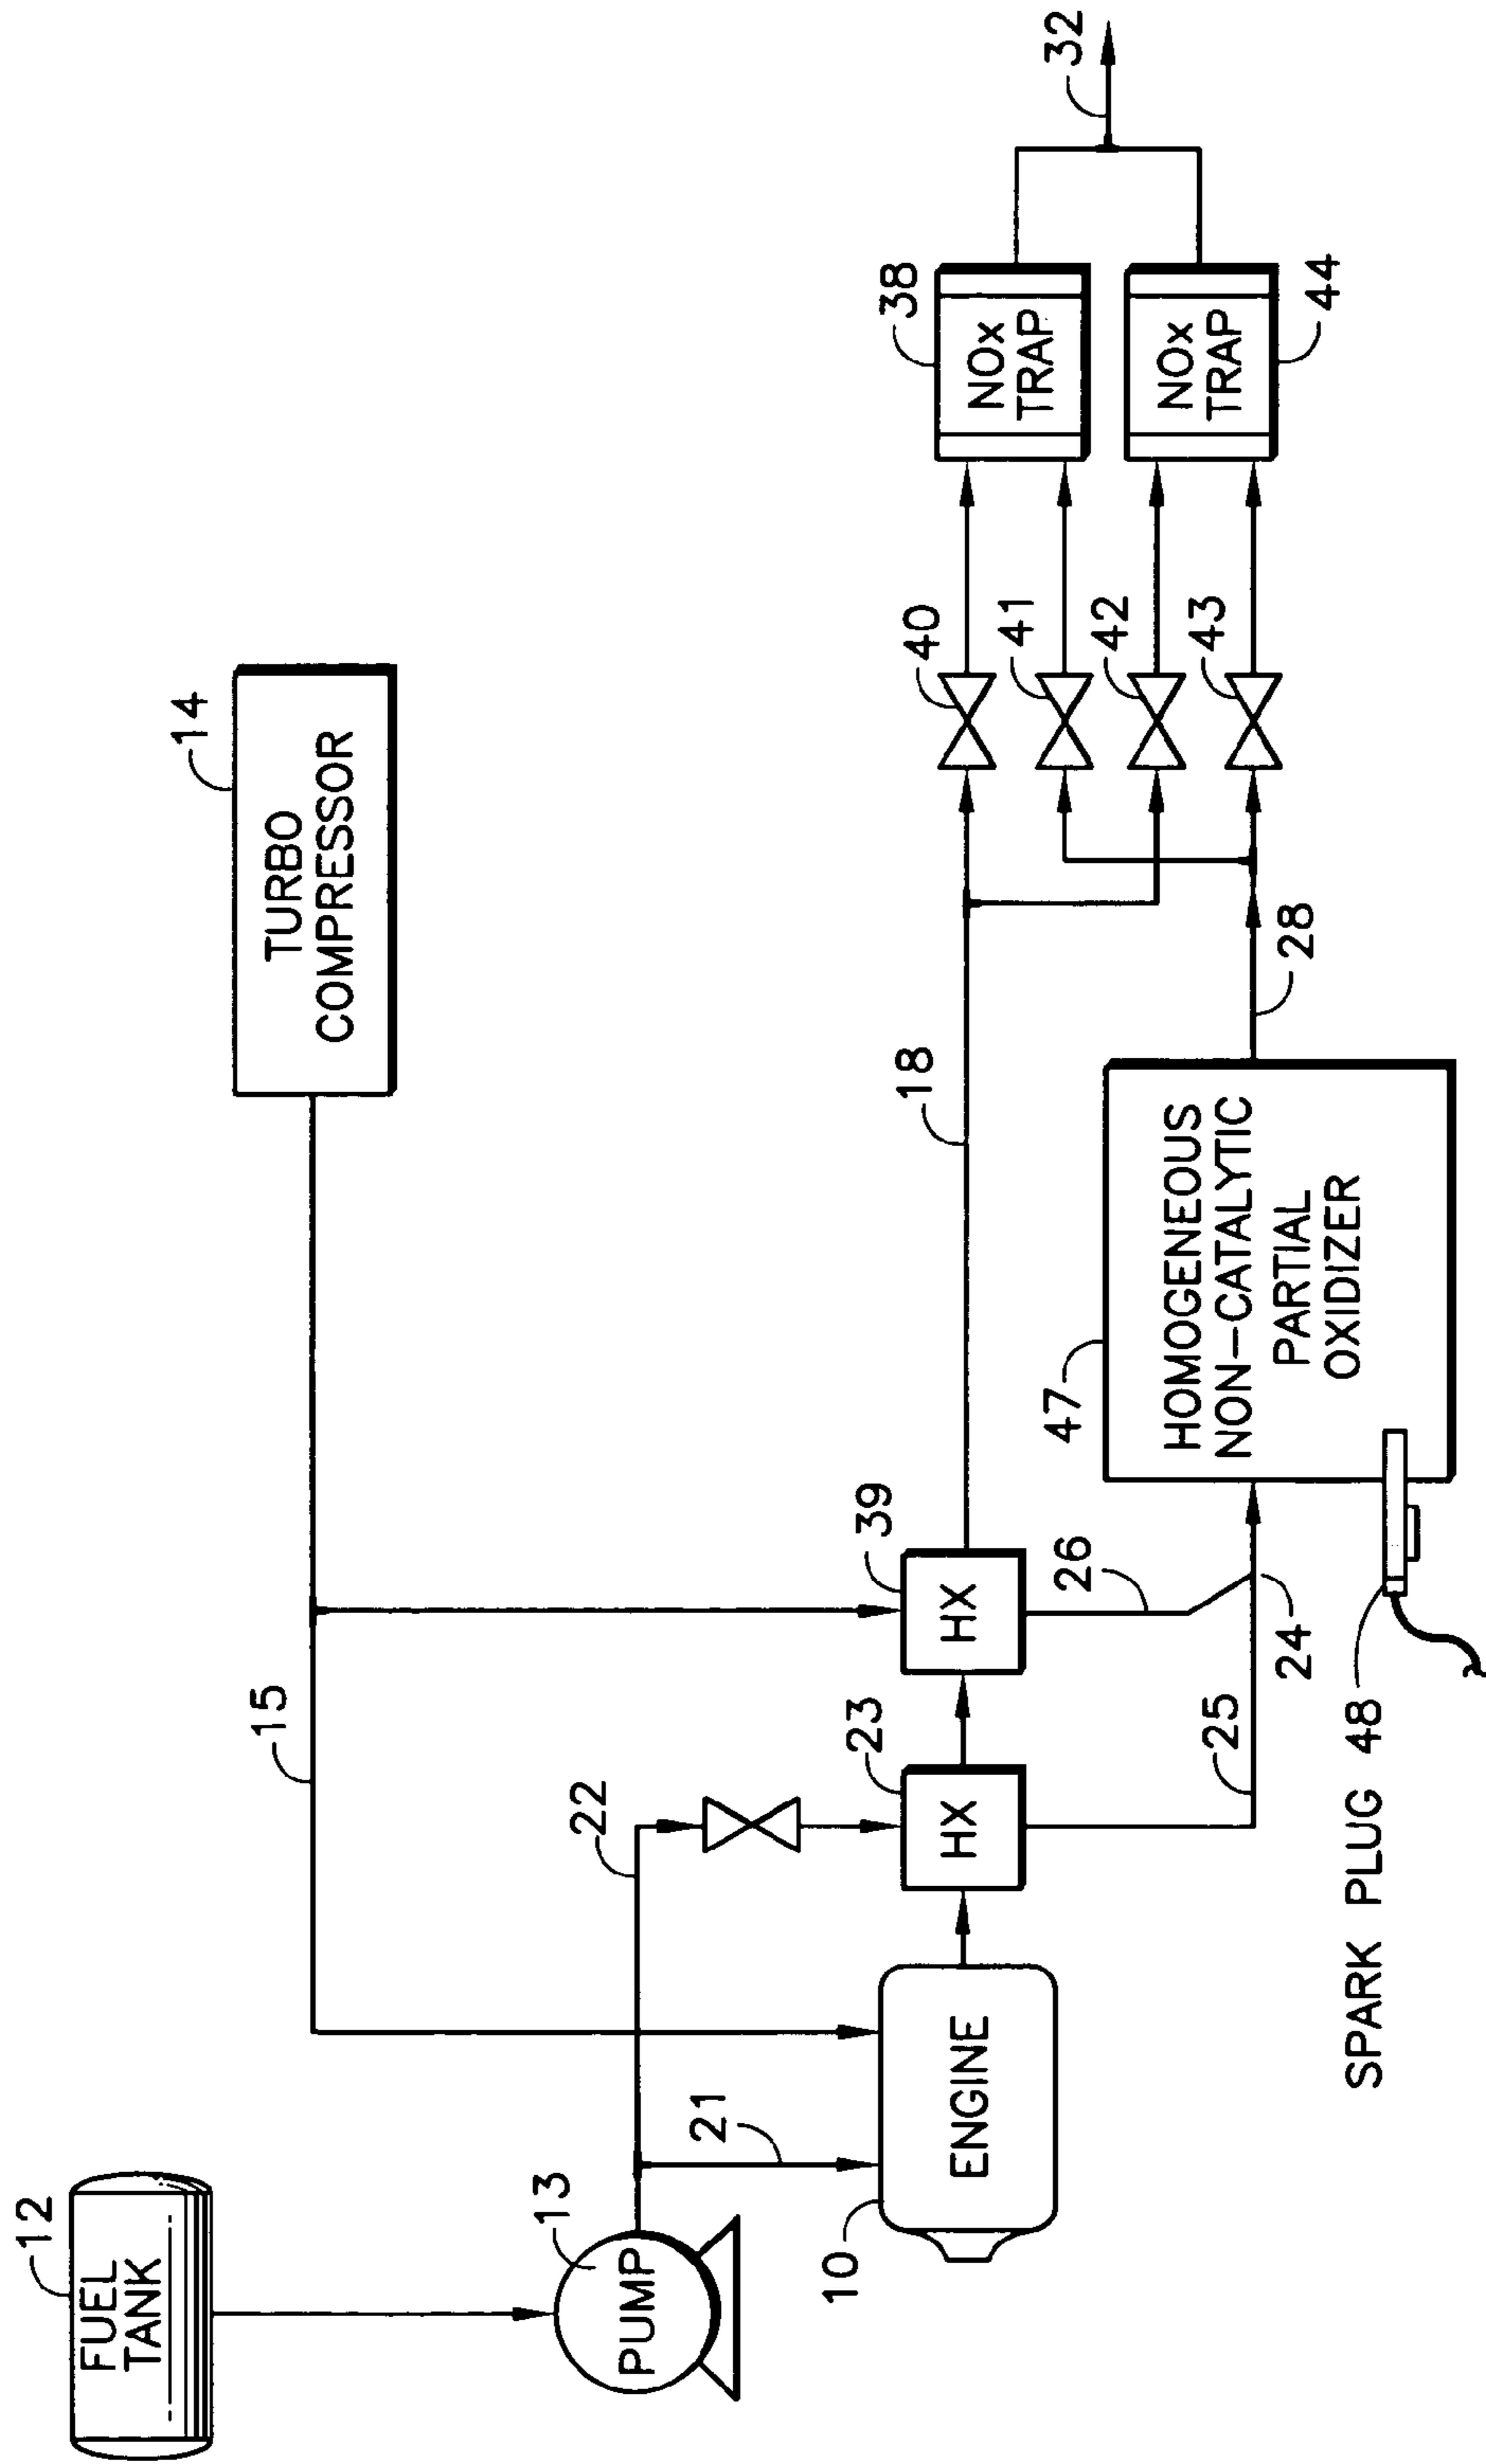 12
FUEL
TANK
14
TURBO
COMPRESSOR
15
22
13
PUMP
21
10
ENGINE
23
HX
39
HX
18
40
41
42
43
38
NOx
TRAP
NOx
TRAP
44
32
26
25
24
47
HOMOGENEOUS
NON-CATALYTIC
PARTIAL
OXIDIZER
28
SPARK PLUG 48